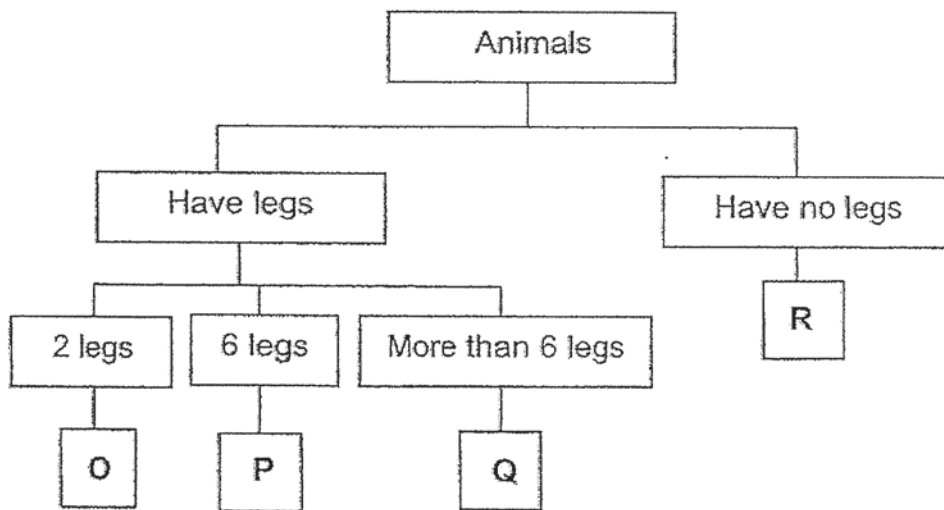 Animals
Have legs
Have no legs
2 legs
6 legs
More than 6 legs
R
O
P
Q